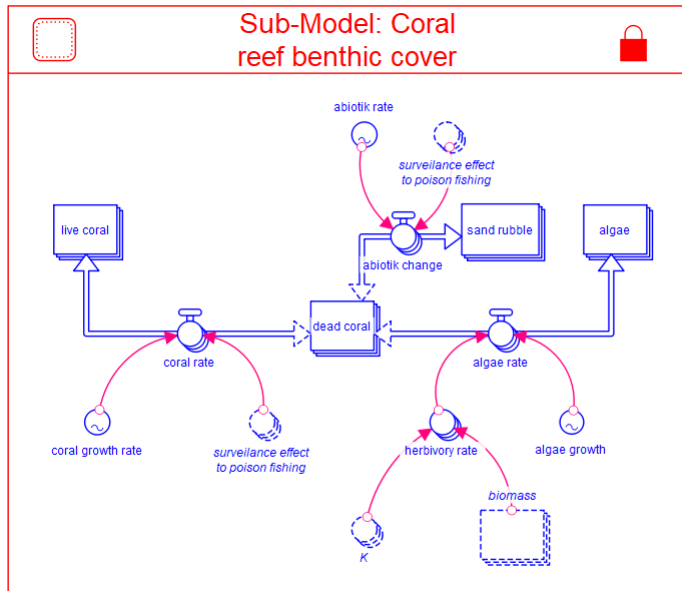 Sub-Model: Coral
reef benthic cover
abiotik rate
surveilance effect
to poison fishing
live coral
sand rubble
algae
abiotik change
dead coral
coral rate
algae rate
coral growth rate
surveilance effect
to poison fishing
herbivory rate
algae growth
biomass
K